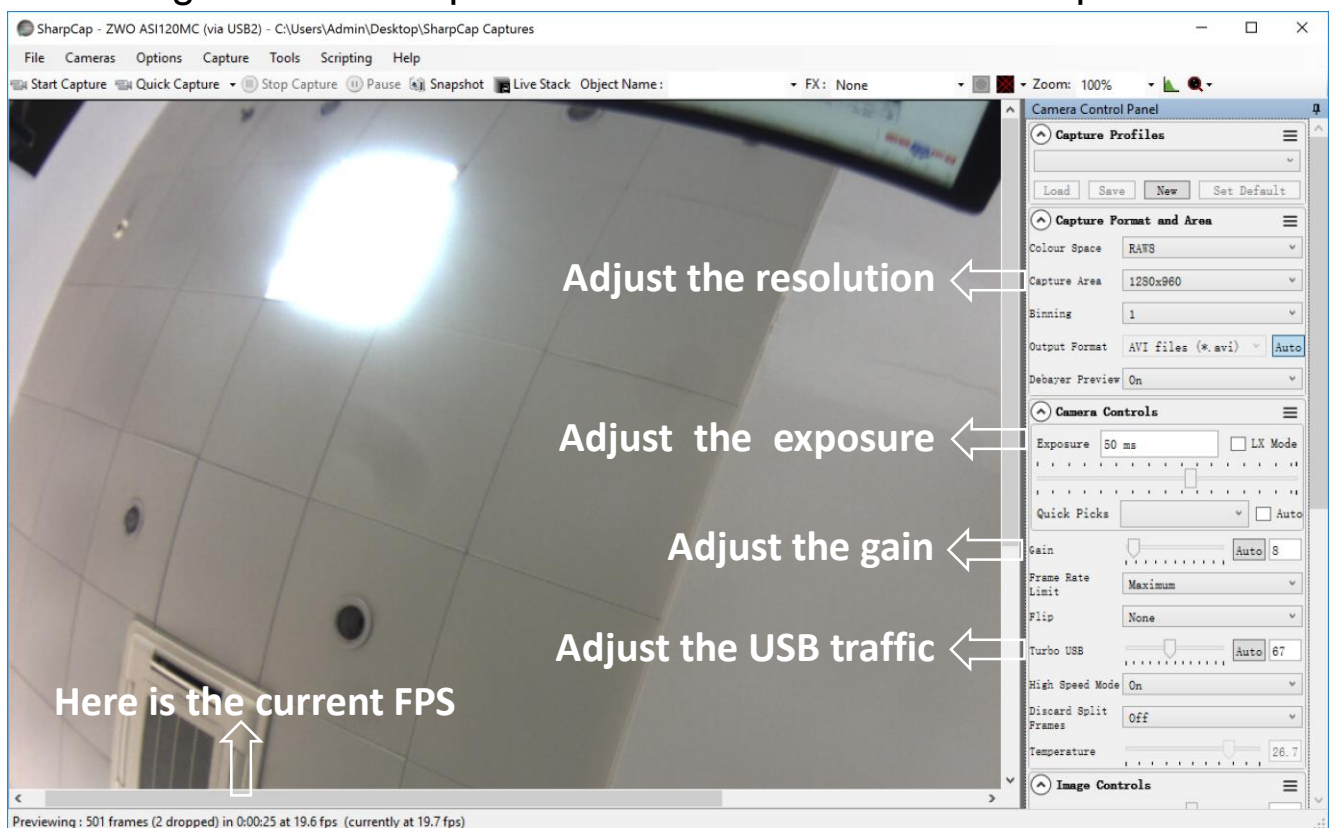 SharpCap - ZWO ASI120MC (via USB2) - C:\Users\Admin\Desktop\SharpCap Captures
File Cameras Options Capture Tools Scripting Help
Start Capture Quick Capture Stop Capture Pause Snapshot Live Stack Object Name : FX : None Zoom: 100%
Camera Control Panel
Capture Profiles
Load Save New Set Default
Capture Format and Area
Colour Space RAW8
Adjust the resolution
Capture Area 1280x960
Binning 1
Output Format AVI files (*.avi) Auto
Debayer Preview On
Camera Controls
Adjust the exposure
Exposure 50 ms LX Mode
Quick Picks Auto
Adjust the gain
Gain Auto 8
Frame Rate
Limit
Maximum
Flip None
Adjust the USB traffic
Turbo USB Auto 67
High Speed Mode On
Here is the current FPS
Discard Split
Frames
Off
Temperature 26.7
Image Controls
Previewing : 501 frames (2 dropped) in 0:00:25 at 19.6 fps (currently at 19.7 fps)